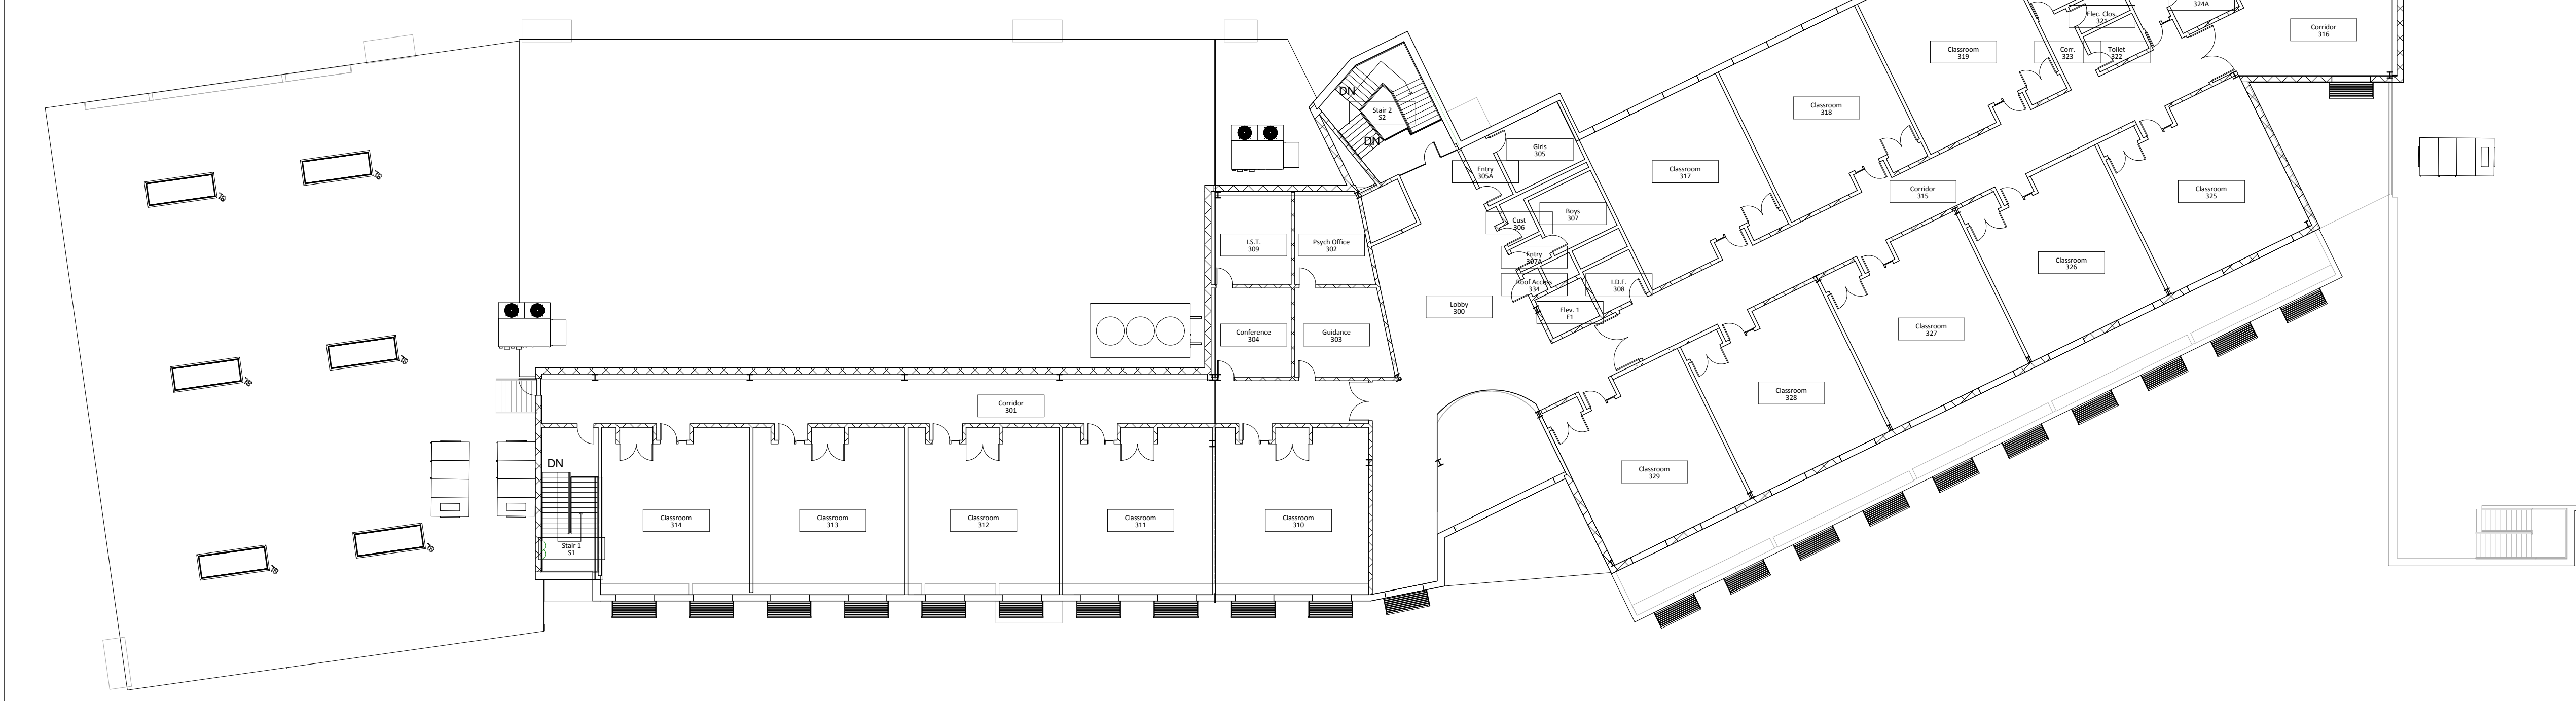 324A
Elec. Clos.
321
Corridor
316
Classroom
319
Corr.
323
Toilet
322
DN
Stair 2
S2
DN
Classroom
318
Girls
305
Entry
305A
Classroom
317
Corridor
315
Classroom
325
Boys
307
Cust
306
I.S.T.
309
Psych Office
302
Entry
307A
Classroom
326
Roof Access
334
I.D.F.
308
Lobby
300
Elev. 1
E1
Conference
304
Guidance
303
Classroom
327
Classroom
328
Corridor
301
DN
Classroom
329
Classroom
314
Classroom
313
Classroom
312
Classroom
311
Classroom
310
Stair 1
S1